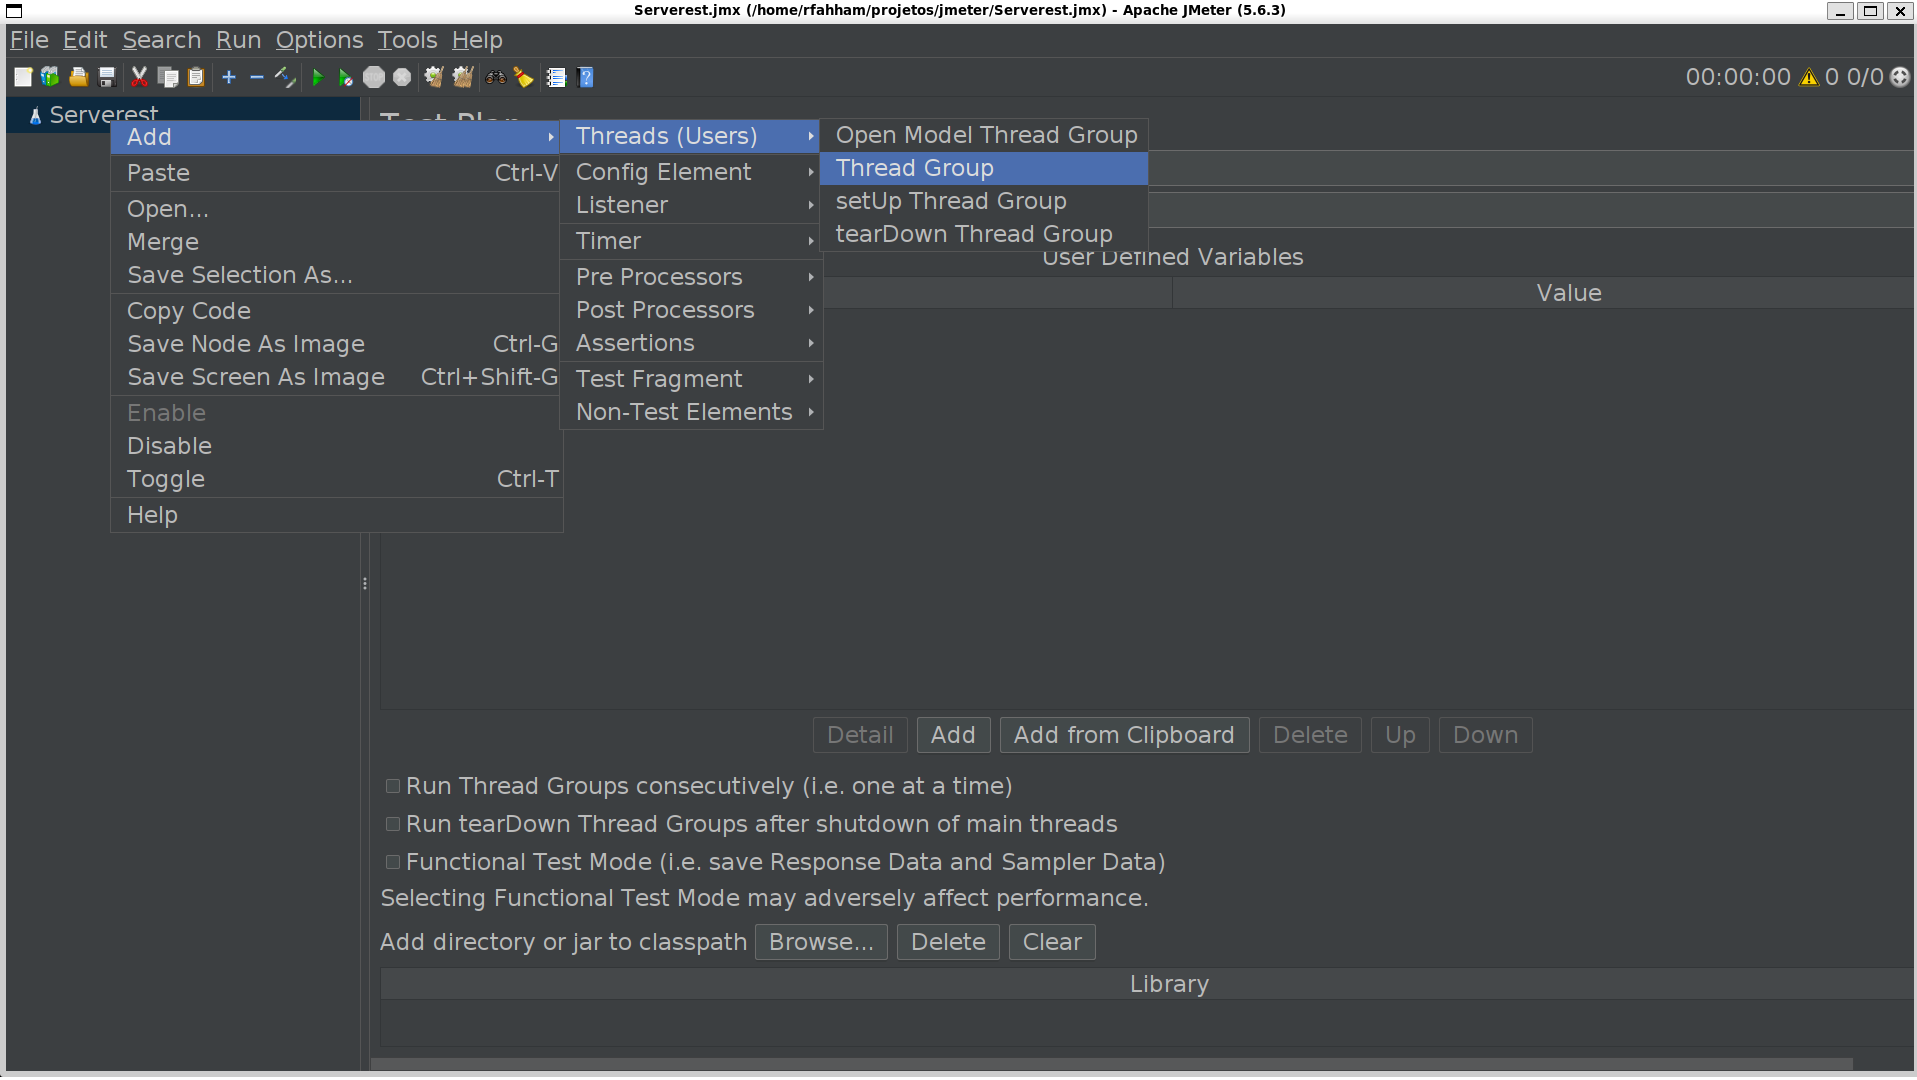 Serverest.jmx (/home/rfahham/projetos/jmeter/Serverest.jmx) - Apache JMeter (5.6.3)
File Edit Search Run Options Tools Help
00:00:00 0 0/0
Serverest
Test Plan
Add
Paste Ctrl-V
Open...
Merge
Save Selection As...
Copy Code
Save Node As Image Ctrl-G
Save Screen As Image Ctrl+Shift-G
Enable
Disable
Toggle Ctrl-T
Help
Threads (Users)
Config Element
Listener
Timer
Pre Processors
Post Processors
Assertions
Test Fragment
Non-Test Elements
Open Model Thread Group
Thread Group
setUp Thread Group
tearDown Thread Group
User Defined Variables
Value
Detail Add Add from Clipboard Delete Up Down
Run Thread Groups consecutively (i.e. one at a time)
Run tearDown Thread Groups after shutdown of main threads
Functional Test Mode (i.e. save Response Data and Sampler Data)
Selecting Functional Test Mode may adversely affect performance.
Add directory or jar to classpath Browse... Delete Clear
Library